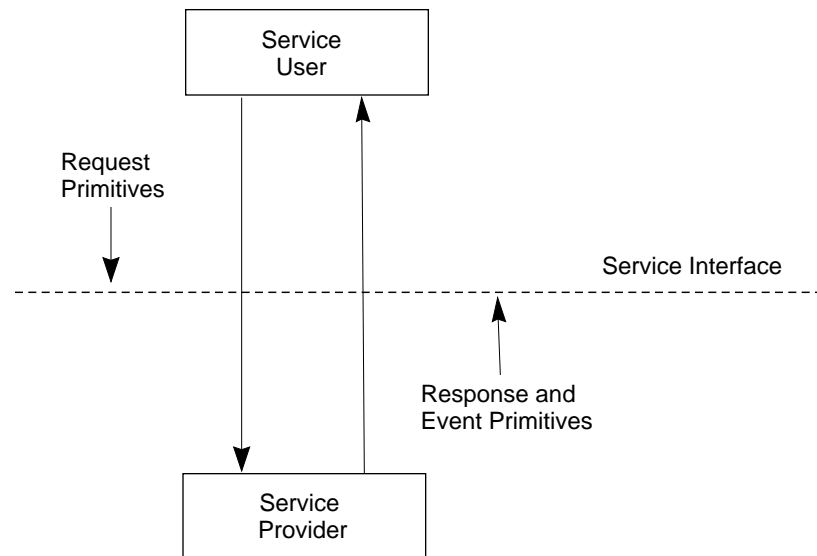 Service
User
Request
Primitives
Service Interface
Response and
Event Primitives
Service
Provider